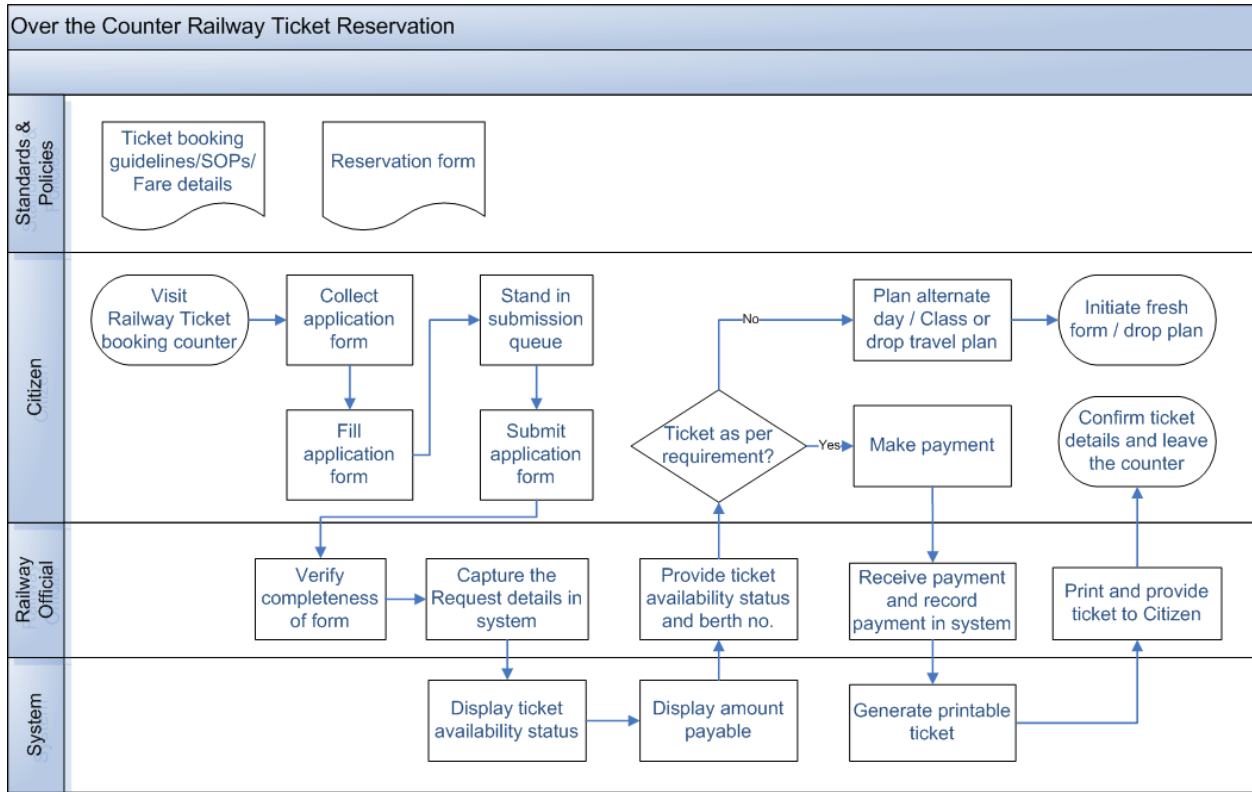 Over the Counter Railway Ticket Reservation
Standards &
Policies
Ticket booking
guidelines/SOPs/
Fare details
Reservation form
Citizen
Visit
Railway Ticket
booking counter
Collect
application
form
Stand in
submission
queue
Plan alternate
day / Class or
drop travel plan
Initiate fresh
form / drop plan
No
Fill
application
form
Submit
application
form
Ticket as per
requirement?
Yes
Make payment
Confirm ticket
details and leave
the counter
Railway
Official
Verify
completeness
of form
Capture the
Request details in
system
Provide ticket
availability status
and berth no.
Receive payment
and record
payment in system
Print and provide
ticket to Citizen
System
Display ticket
availability status
Display amount
payable
Generate printable
ticket